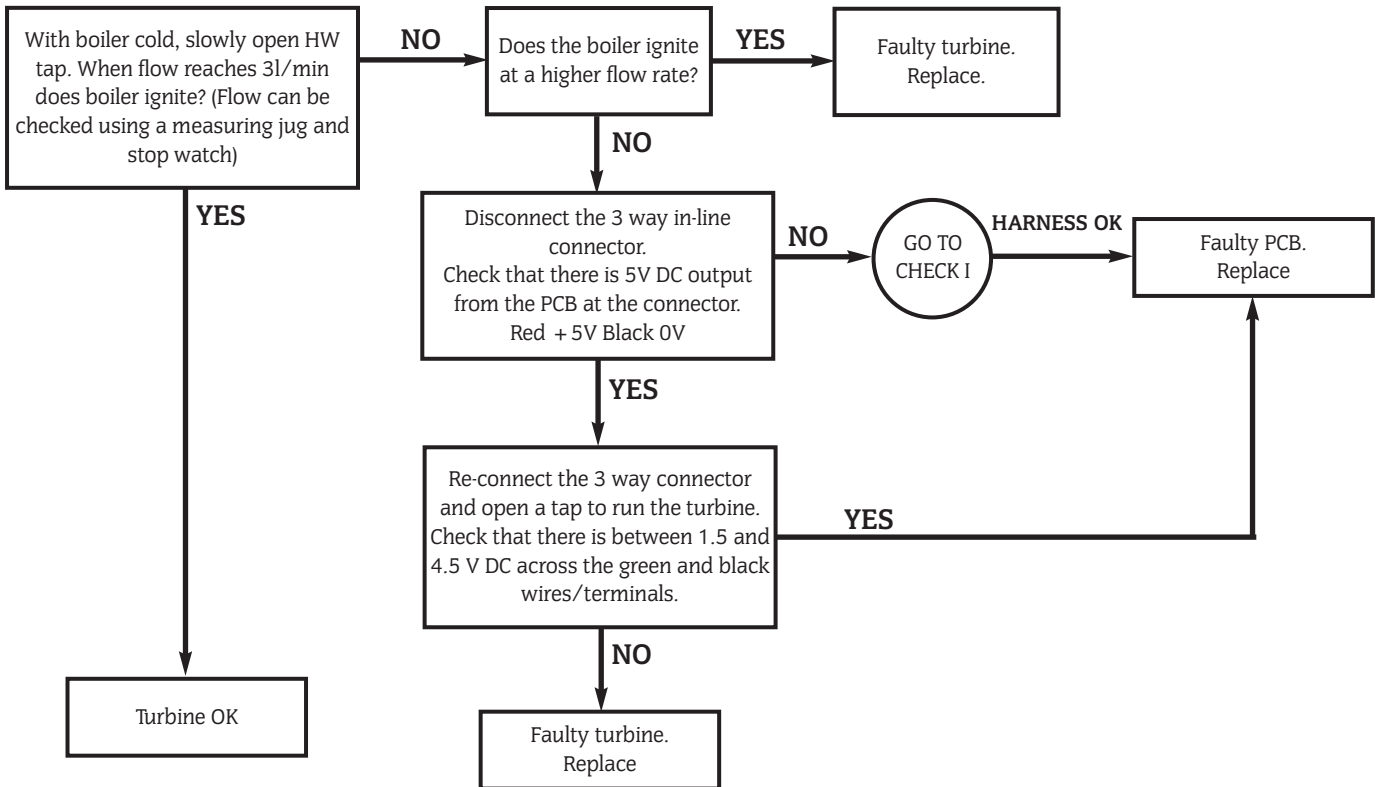 With boiler cold, slowly open HW
tap. When flow reaches 3l/min
does boiler ignite? (Flow can be
checked using a measuring jug and
stop watch)
NO
Does the boiler ignite
at a higher flow rate?
YES
Faulty turbine.
Replace.
NO
YES
Disconnect the 3 way in-line
connector.
Check that there is 5V DC output
from the PCB at the connector.
Red + 5V Black 0V
NO
GO TO
CHECK I
HARNESS OK
Faulty PCB.
Replace
YES
Re-connect the 3 way connector
and open a tap to run the turbine.
Check that there is between 1.5 and
4.5 V DC across the green and black
wires/terminals.
YES
NO
Turbine OK
Faulty turbine.
Replace